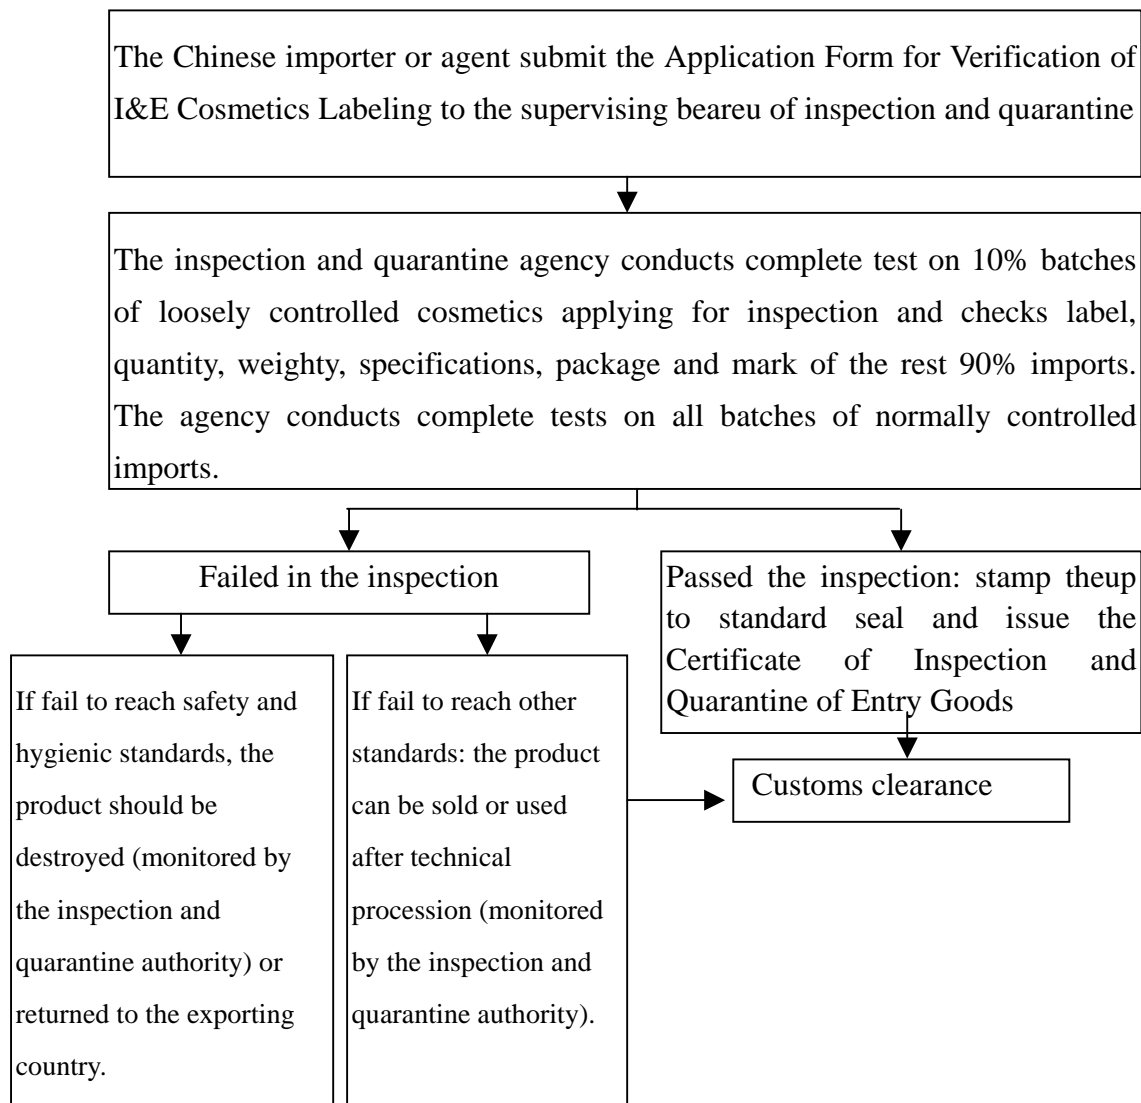 The Chinese importer or agent submit the Application Form for Verification of
I&E Cosmetics Labeling to the supervising beareu of inspection and quarantine
The inspection and quarantine agency conducts complete test on 10% batches
of loosely controlled cosmetics applying for inspection and checks label,
quantity, weighty, specifications, package and mark of the rest 90% imports.
The agency conducts complete tests on all batches of normally controlled
imports.
Failed in the inspection
Passed the inspection: stamp theup
to standard seal and issue the
Certificate of Inspection and
Quarantine of Entry Goods
If fail to reach safety and
hygienic standards, the
product should be
destroyed (monitored by
the inspection and
quarantine authority) or
returned to the exporting
country.
If fail to reach other
standards: the product
can be sold or used
after technical
procession (monitored
by the inspection and
quarantine authority).
Customs clearance